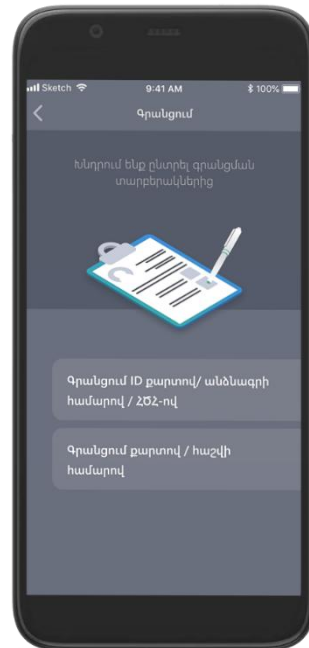 Sketch 9:41 AM 100%
Գրանցում
Խնդրում ենք ընտրել գրանցման
տարբերակներից
Գրանցում ID քարտով/ անձնագրի
համարով / ՀԾՀ-ով
Գրանցում քարտով / հաշվի
համարով